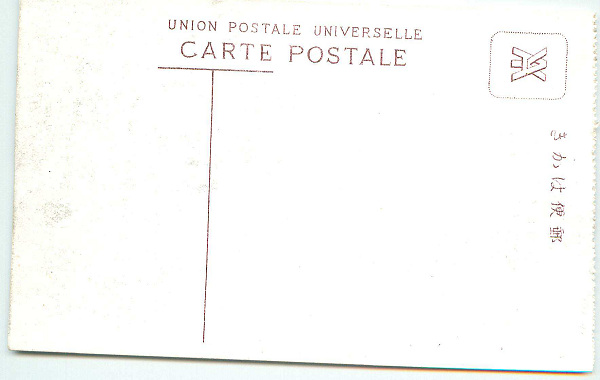 UNION POSTALE UNIVERSELLE
CARTE POSTALE
郵便はかき